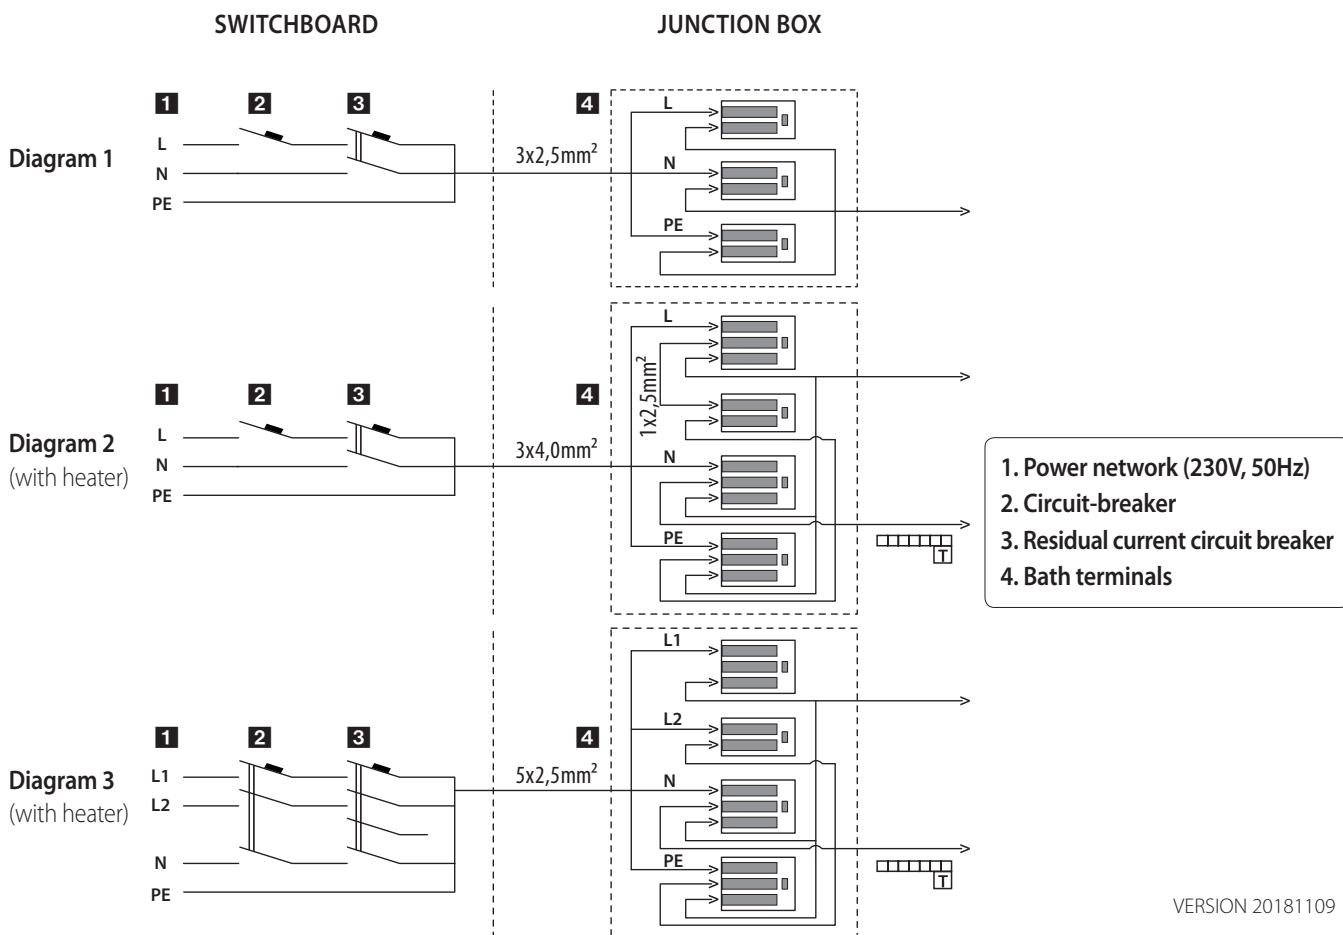 SWITCHBOARD
JUNCTION BOX
Diagram 1
1
2
3
4
L
N
PE
3x2,5mm²
L
N
PE
Diagram 2
(with heater)
1
2
3
4
L
N
PE
3x4,0mm²
1x2,5mm²
L
N
PE
T
1. Power network (230V, 50Hz)
2. Circuit-breaker
3. Residual current circuit breaker
4. Bath terminals
Diagram 3
(with heater)
1
2
3
4
L1
L2
N
PE
5x2,5mm²
L1
L2
N
PE
T
VERSION 20181109